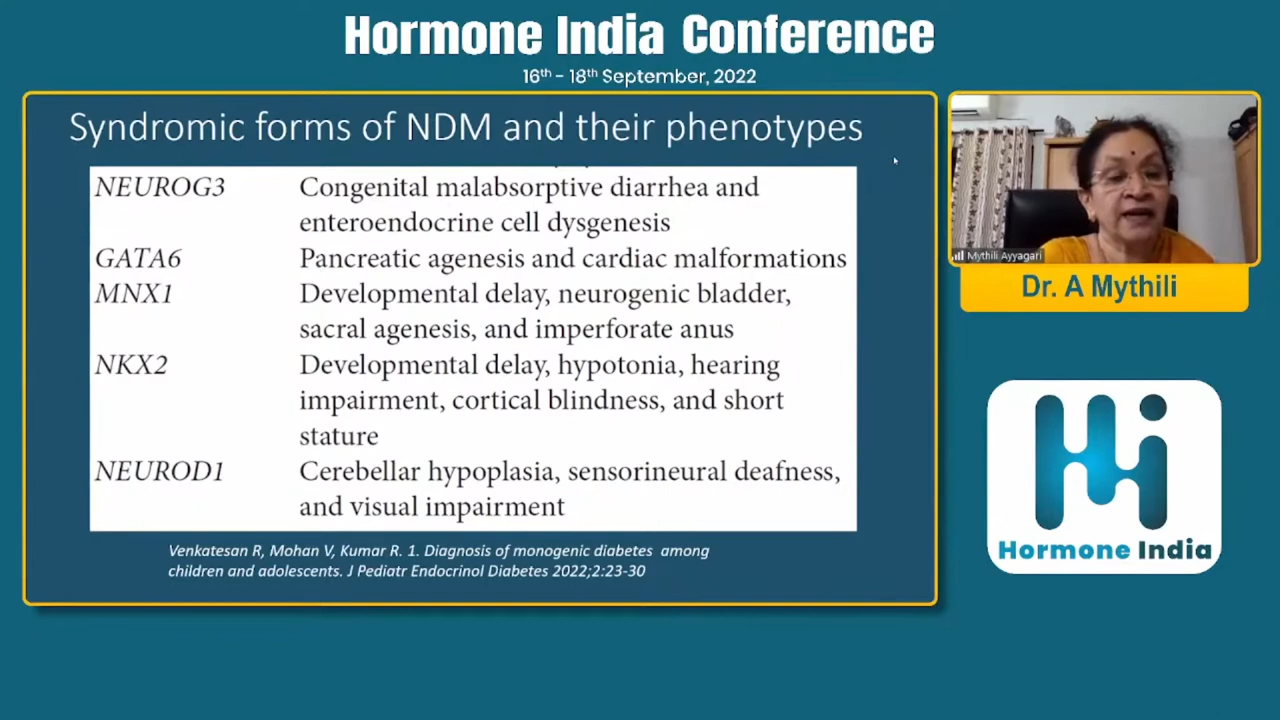 Hormone India Conference
16th - 18th September, 2022
Syndromic forms of NDM and their phenotypes
NEUROG3 Congenital malabsorptive diarrhea and
enteroendocrine cell dysgenesis
GATA6 Pancreatic agenesis and cardiac malformations
MNX1 Developmental delay, neurogenic bladder,
sacral agenesis, and imperforate anus
NKX2 Developmental delay, hypotonia, hearing
impairment, cortical blindness, and short
stature
NEUROD1 Cerebellar hypoplasia, sensorineural deafness,
and visual impairment
Venkatesan R, Mohan V, Kumar R. 1. Diagnosis of monogenic diabetes among
children and adolescents. J Pediatr Endocrinol Diabetes 2022;2:23-30
Mythili Ayyagari
Dr. A Mythili
Hi
Hormone India